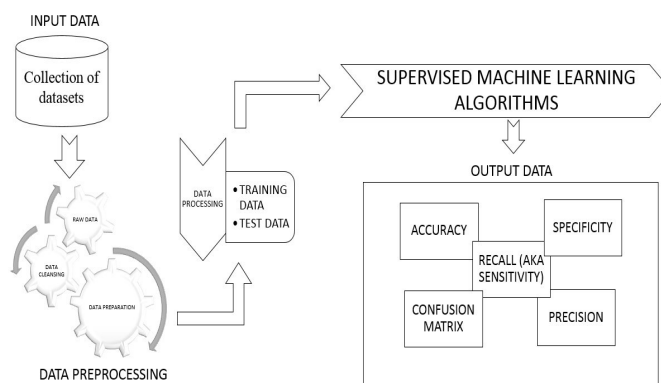 INPUT DATA
Collection of
datasets
RAW DATA
DATA
CLEANSING
DATA PREPARATION
DATA PREPROCESSING
DATA
PROCESSING
• TRAINING
DATA
• TEST DATA
SUPERVISED MACHINE LEARNING
ALGORITHMS
OUTPUT DATA
ACCURACY
SPECIFICITY
RECALL (AKA
SENSITIVITY)
CONFUSION
MATRIX
PRECISION